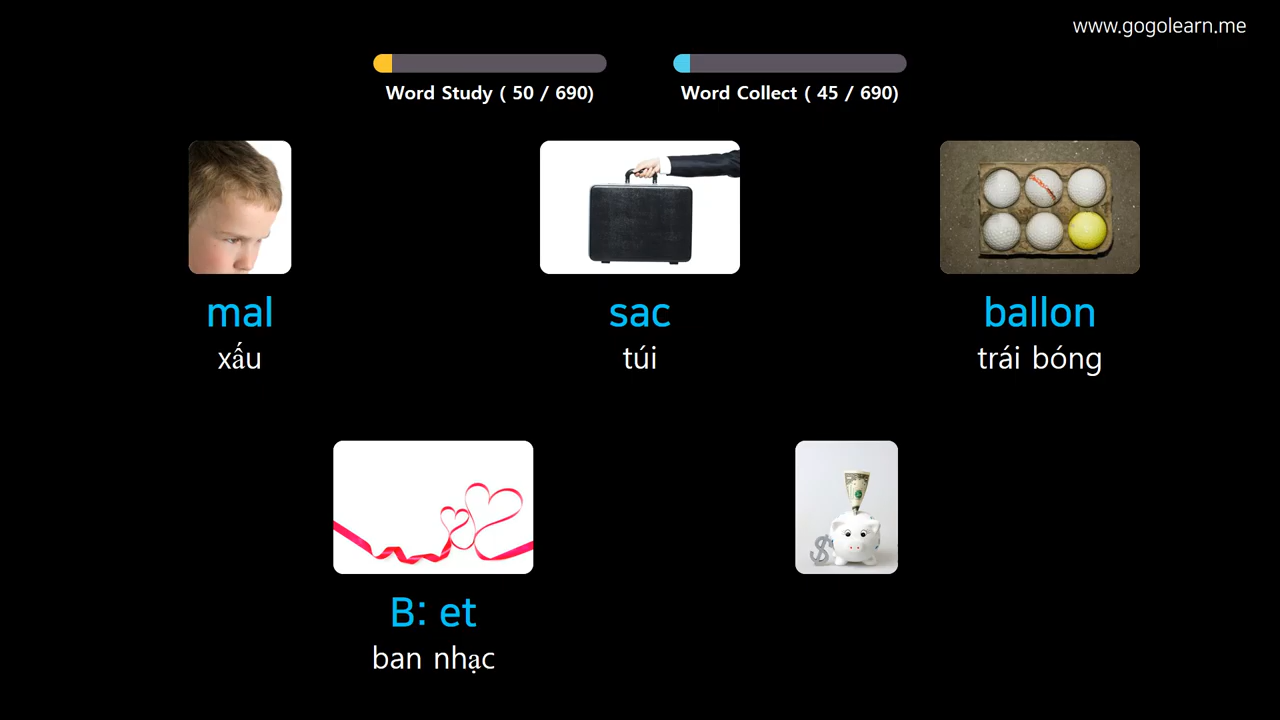 www.gogolearn.me
Word Study ( 50 / 690)
Word Collect ( 45 / 690)
mal
xấu
sac
túi
ballon
trái bóng
B: et
ban nhạc